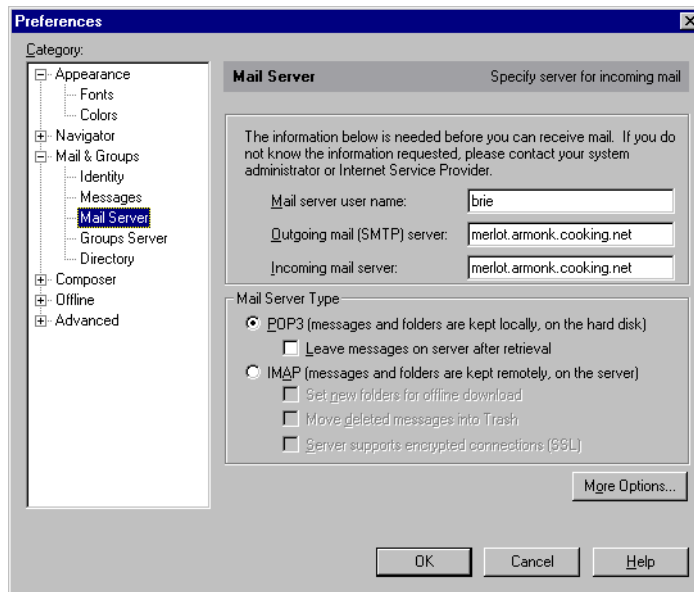 Preferences
Category:
Appearance
Fonts
Colors
Navigator
Mail & Groups
Identity
Messages
Mail Server
Groups Server
Directory
Composer
Offline
Advanced
Mail Server Specify server for incoming mail
The information below is needed before you can receive mail. If you do
not know the information requested, please contact your system
administrator or Internet Service Provider.
Mail server user name: brie
Outgoing mail (SMTP) server: merlot.armonk.cooking.net
Incoming mail server: merlot.armonk.cooking.net
Mail Server Type
POP3 (messages and folders are kept locally, on the hard disk)
Leave messages on server after retrieval
IMAP (messages and folders are kept remotely, on the server)
Set new folders for offline download
Move deleted messages into Trash
Server supports encrypted connections (SSL)
More Options...
OK Cancel Help